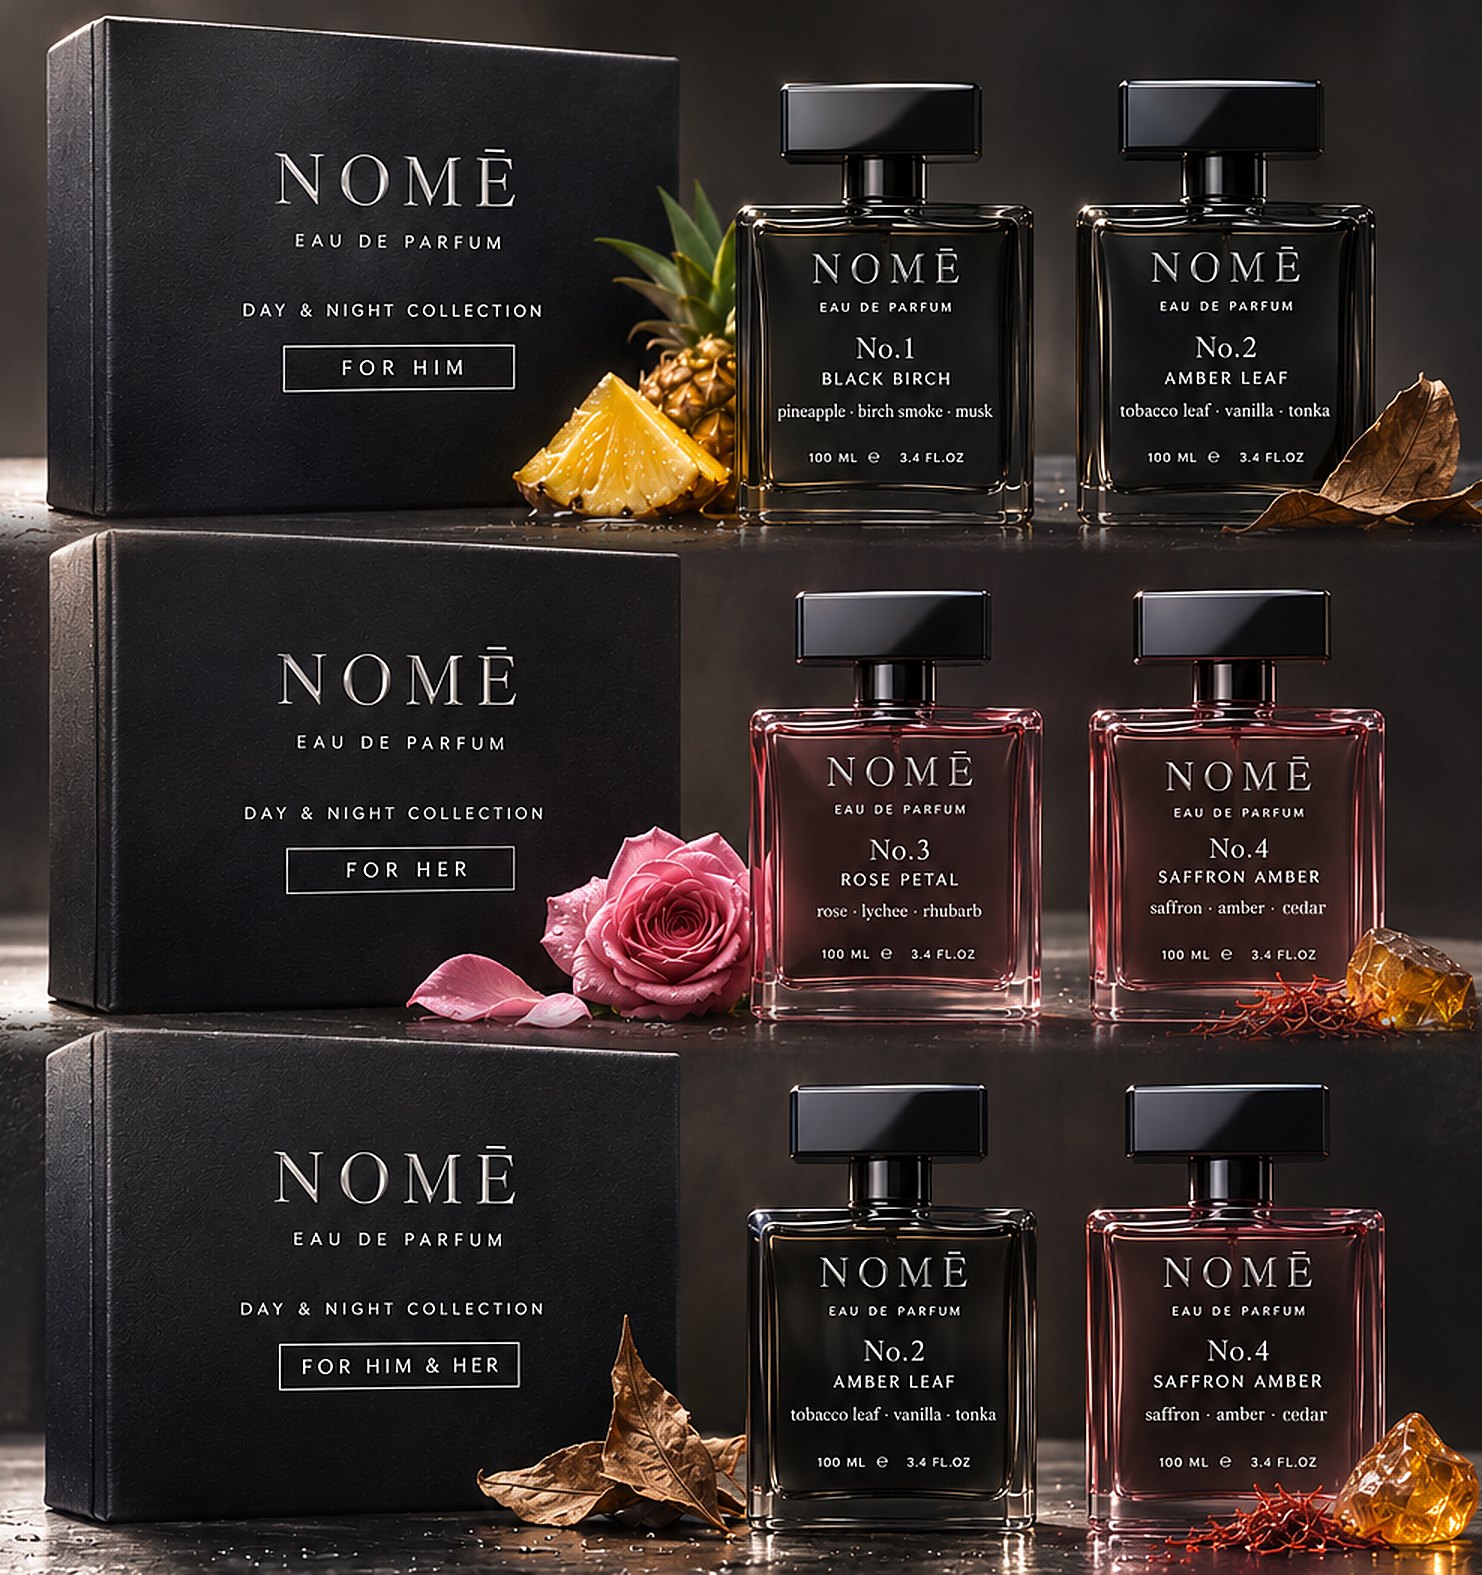 NOMĒ
EAU DE PARFUM
DAY & NIGHT COLLECTION
FOR HIM
NOMĒ
EAU DE PARFUM
No.1
BLACK BIRCH
pineapple · birch smoke · musk
100 ML ℮ 3.4 FL.OZ
NOMĒ
EAU DE PARFUM
No.2
AMBER LEAF
tobacco leaf · vanilla · tonka
100 ML ℮ 3.4 FL.OZ
NOMĒ
EAU DE PARFUM
DAY & NIGHT COLLECTION
FOR HER
NOMĒ
EAU DE PARFUM
No.3
ROSE PETAL
rose · lychee · rhubarb
100 ML ℮ 3.4 FL.OZ
NOMĒ
EAU DE PARFUM
No.4
SAFFRON AMBER
saffron · amber · cedar
100 ML ℮ 3.4 FL.OZ
NOMĒ
EAU DE PARFUM
DAY & NIGHT COLLECTION
FOR HIM & HER
NOMĒ
EAU DE PARFUM
No.2
AMBER LEAF
tobacco leaf · vanilla · tonka
100 ML ℮ 3.4 FL.OZ
NOMĒ
EAU DE PARFUM
No.4
SAFFRON AMBER
saffron · amber · cedar
100 ML ℮ 3.4 FL.OZ